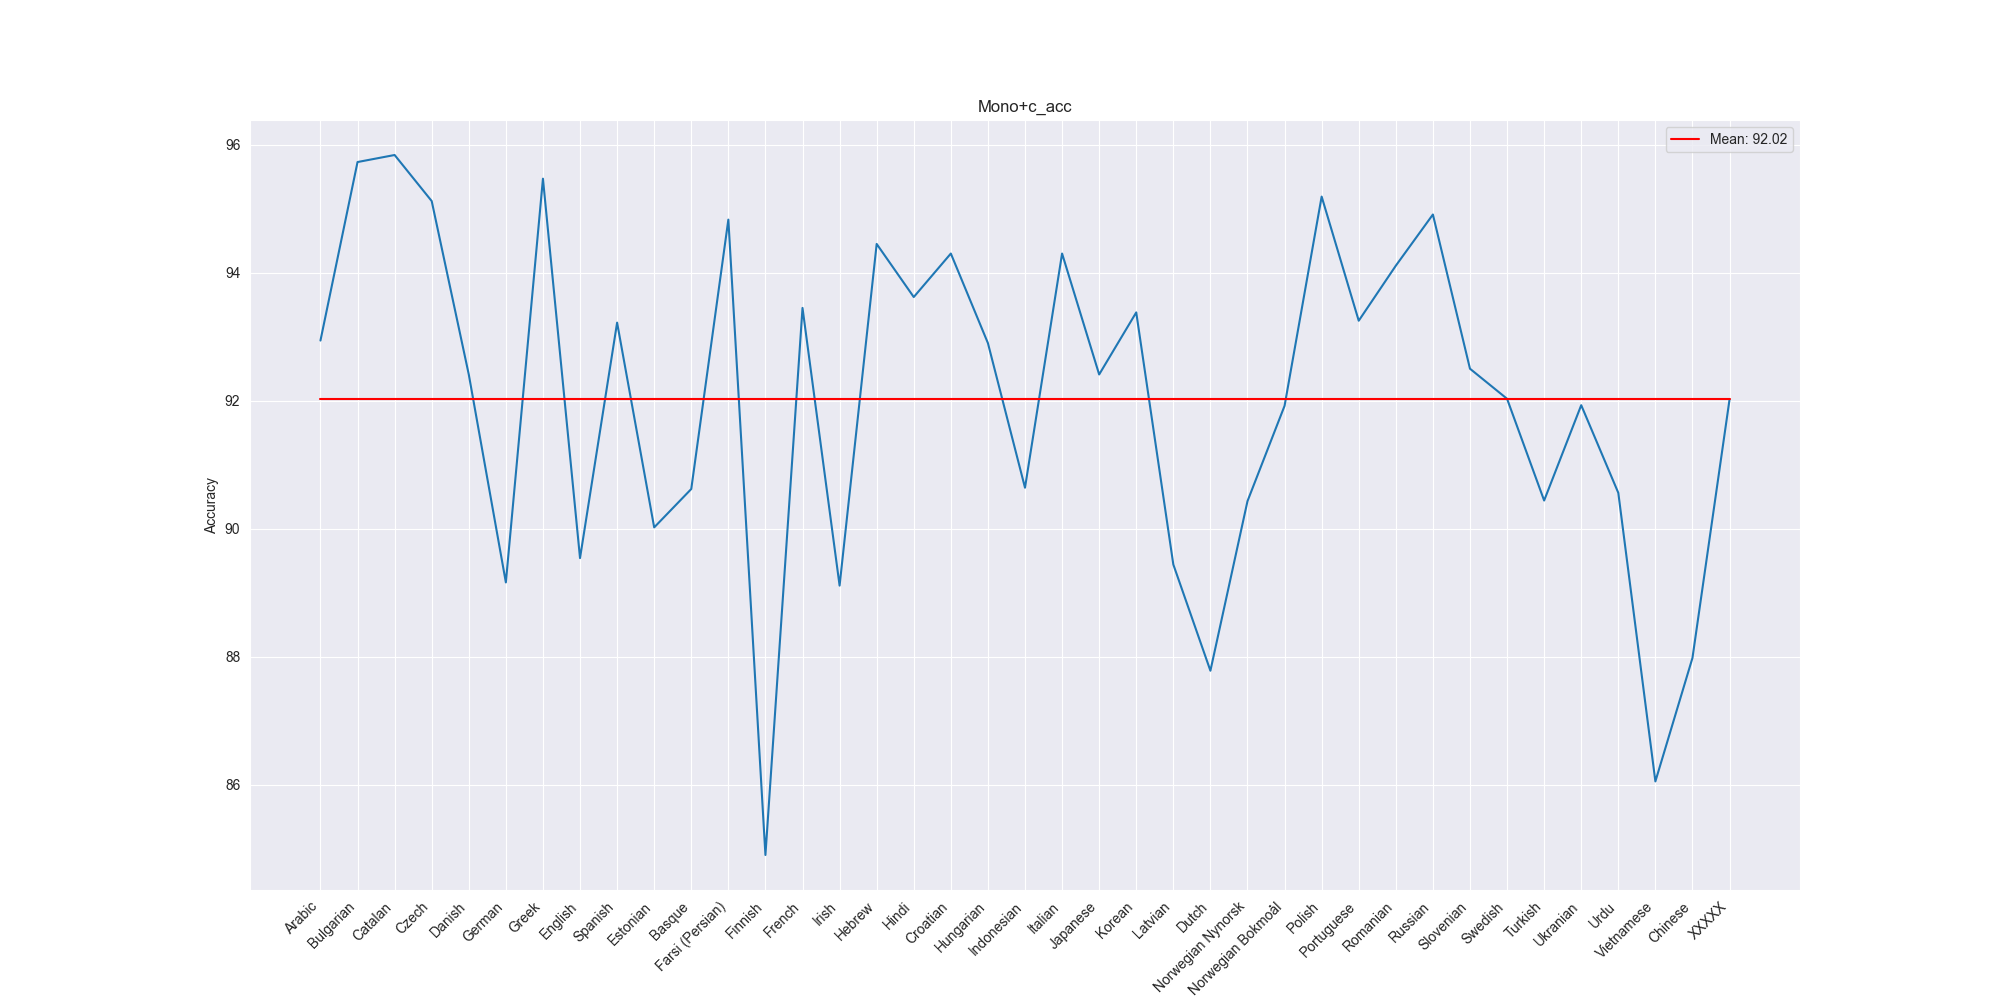 Mono+c_acc
Mean: 92.02
Accuracy
96
94
92
90
88
86
Arabic
Bulgarian
Catalan
Czech
Danish
German
Greek
English
Spanish
Estonian
Basque
Farsi (Persian)
Finnish
French
Irish
Hebrew
Hindi
Croatian
Hungarian
Indonesian
Italian
Japanese
Korean
Latvian
Dutch
Norwegian Nynorsk
Norwegian Bokmoål
Polish
Portuguese
Romanian
Russian
Slovenian
Swedish
Turkish
Ukranian
Urdu
Vietnamese
Chinese
XXXXX